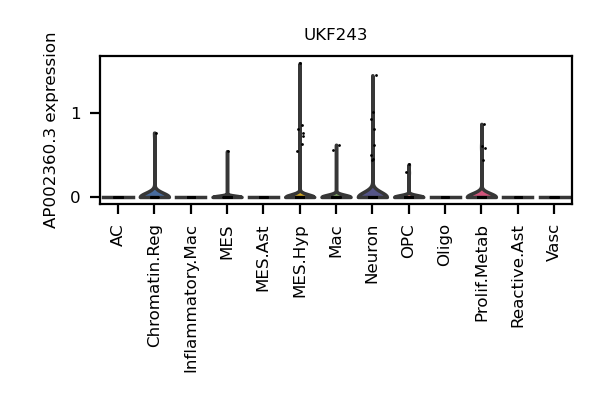 UKF243
AP002360.3 expression
1
0
AC
Chromatin.Reg
Inflammatory.Mac
MES
MES.Ast
MES.Hyp
Mac
Neuron
OPC
Oligo
Prolif.Metab
Reactive.Ast
Vasc